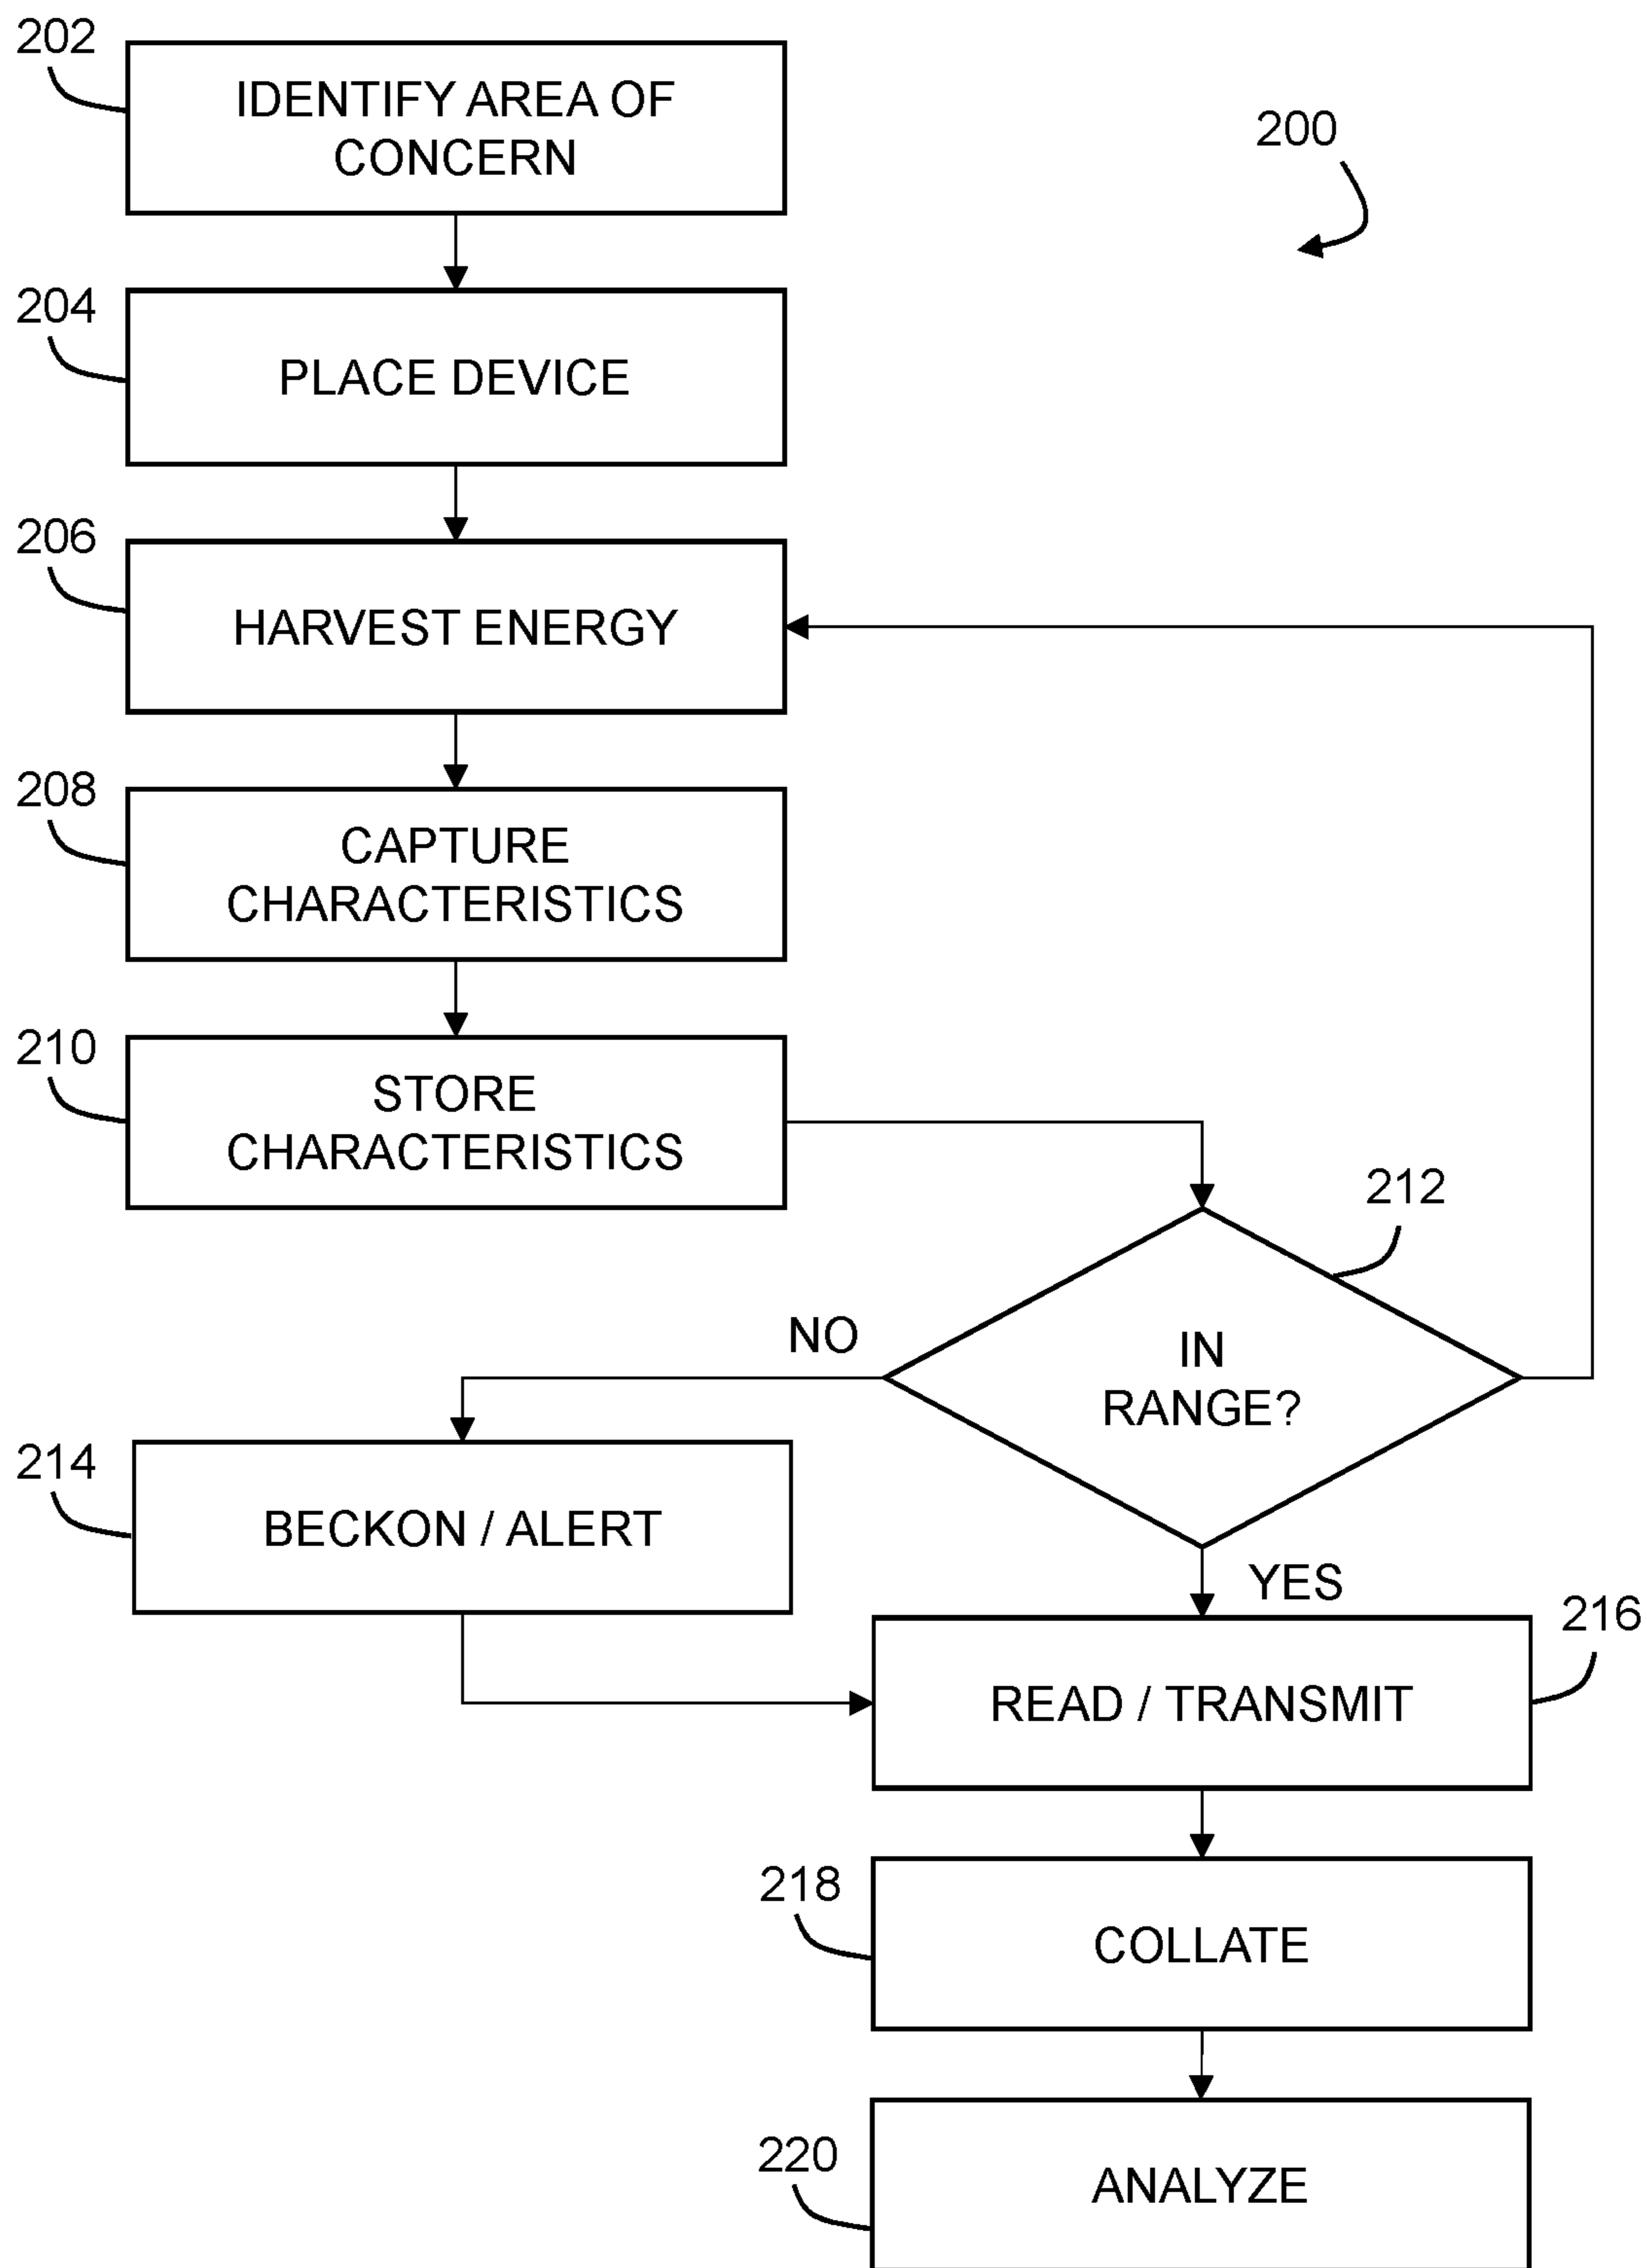 202
IDENTIFY AREA OF
CONCERN
200
204
PLACE DEVICE
206
HARVEST ENERGY
208
CAPTURE
CHARACTERISTICS
210
STORE
CHARACTERISTICS
212
NO
IN
RANGE?
214
BECKON / ALERT
YES
216
READ / TRANSMIT
218
COLLATE
220
ANALYZE